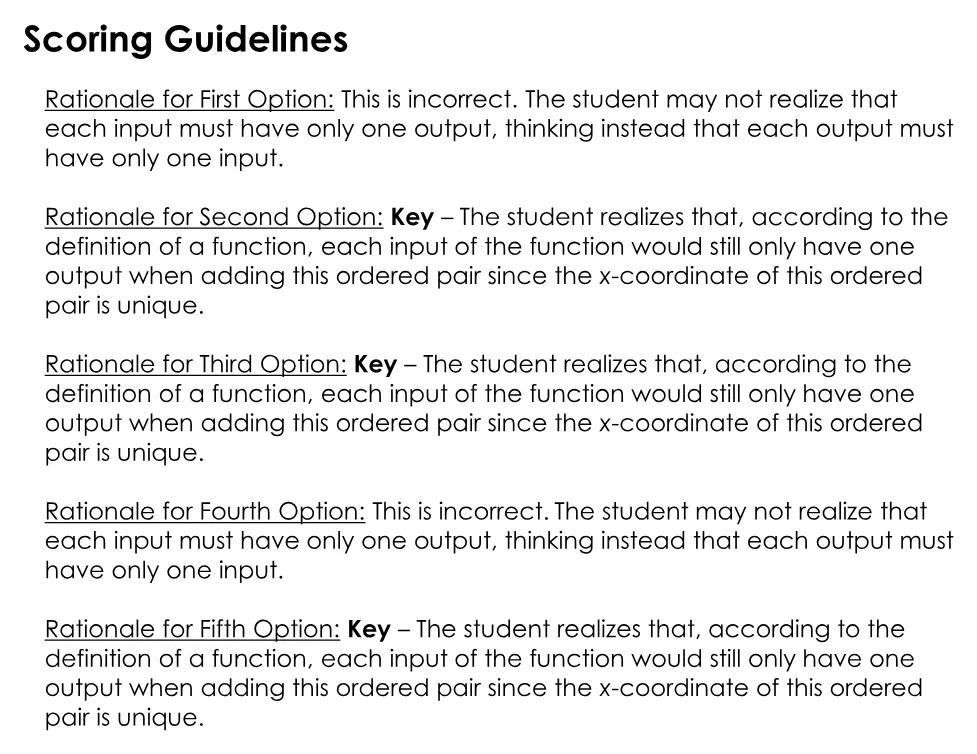 Scoring Guidelines
Rationale for First Option: This is incorrect. The student may not realize that
each input must have only one output, thinking instead that each output must
have only one input.
Rationale for Second Option: Key – The student realizes that, according to the
definition of a function, each input of the function would still only have one
output when adding this ordered pair since the x-coordinate of this ordered
pair is unique.
Rationale for Third Option: Key – The student realizes that, according to the
definition of a function, each input of the function would still only have one
output when adding this ordered pair since the x-coordinate of this ordered
pair is unique.
Rationale for Fourth Option: This is incorrect. The student may not realize that
each input must have only one output, thinking instead that each output must
have only one input.
Rationale for Fifth Option: Key – The student realizes that, according to the
definition of a function, each input of the function would still only have one
output when adding this ordered pair since the x-coordinate of this ordered
pair is unique.